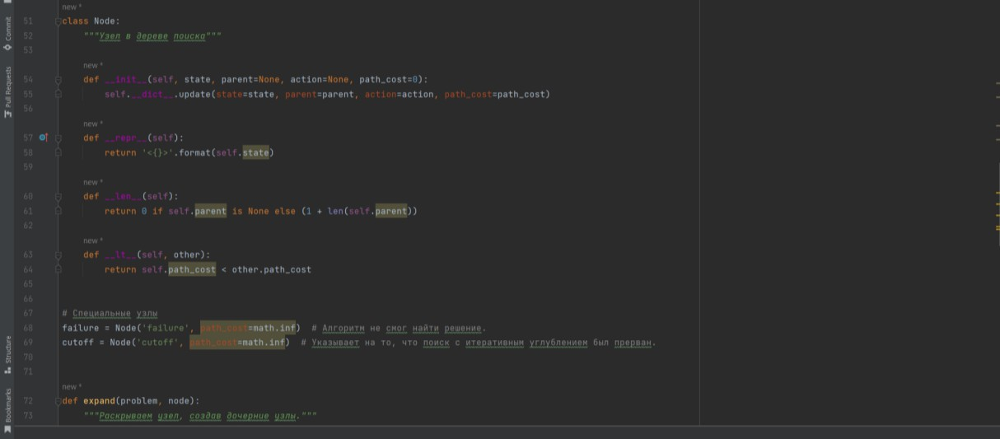 new *
51 class Node:
52 """Узел в дереве поиска"""
53
new *
54 def __init__(self, state, parent=None, action=None, path_cost=0):
55 self.__dict__.update(state=state, parent=parent, action=action, path_cost=path_cost)
56
new *
57 def __repr__(self):
58 return '<{}>'.format(self.state)
59
new *
60 def __len__(self):
61 return 0 if self.parent is None else (1 + len(self.parent))
62
new *
63 def __lt__(self, other):
64 return self.path_cost < other.path_cost
65
66
67 # Специальные узлы
68 failure = Node('failure', path_cost=math.inf) # Алгоритм не смог найти решение.
69 cutoff = Node('cutoff', path_cost=math.inf) # Указывает на то, что поиск с итеративным углублением был прерван.
70
71
new *
72 def expand(problem, node):
73 """Раскрываем узел, создав дочерние узлы."""
Commit
Pull Requests
Structure
Bookmarks